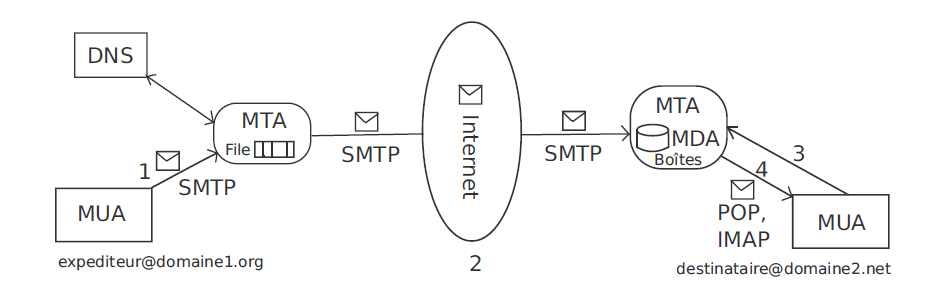 DNS
MTA
File
SMTP
1
SMTP
MUA
expediteur@domaine1.org
Internet
2
SMTP
MTA
MDA
Boîtes
3
4
POP,
IMAP
MUA
destinataire@domaine2.net